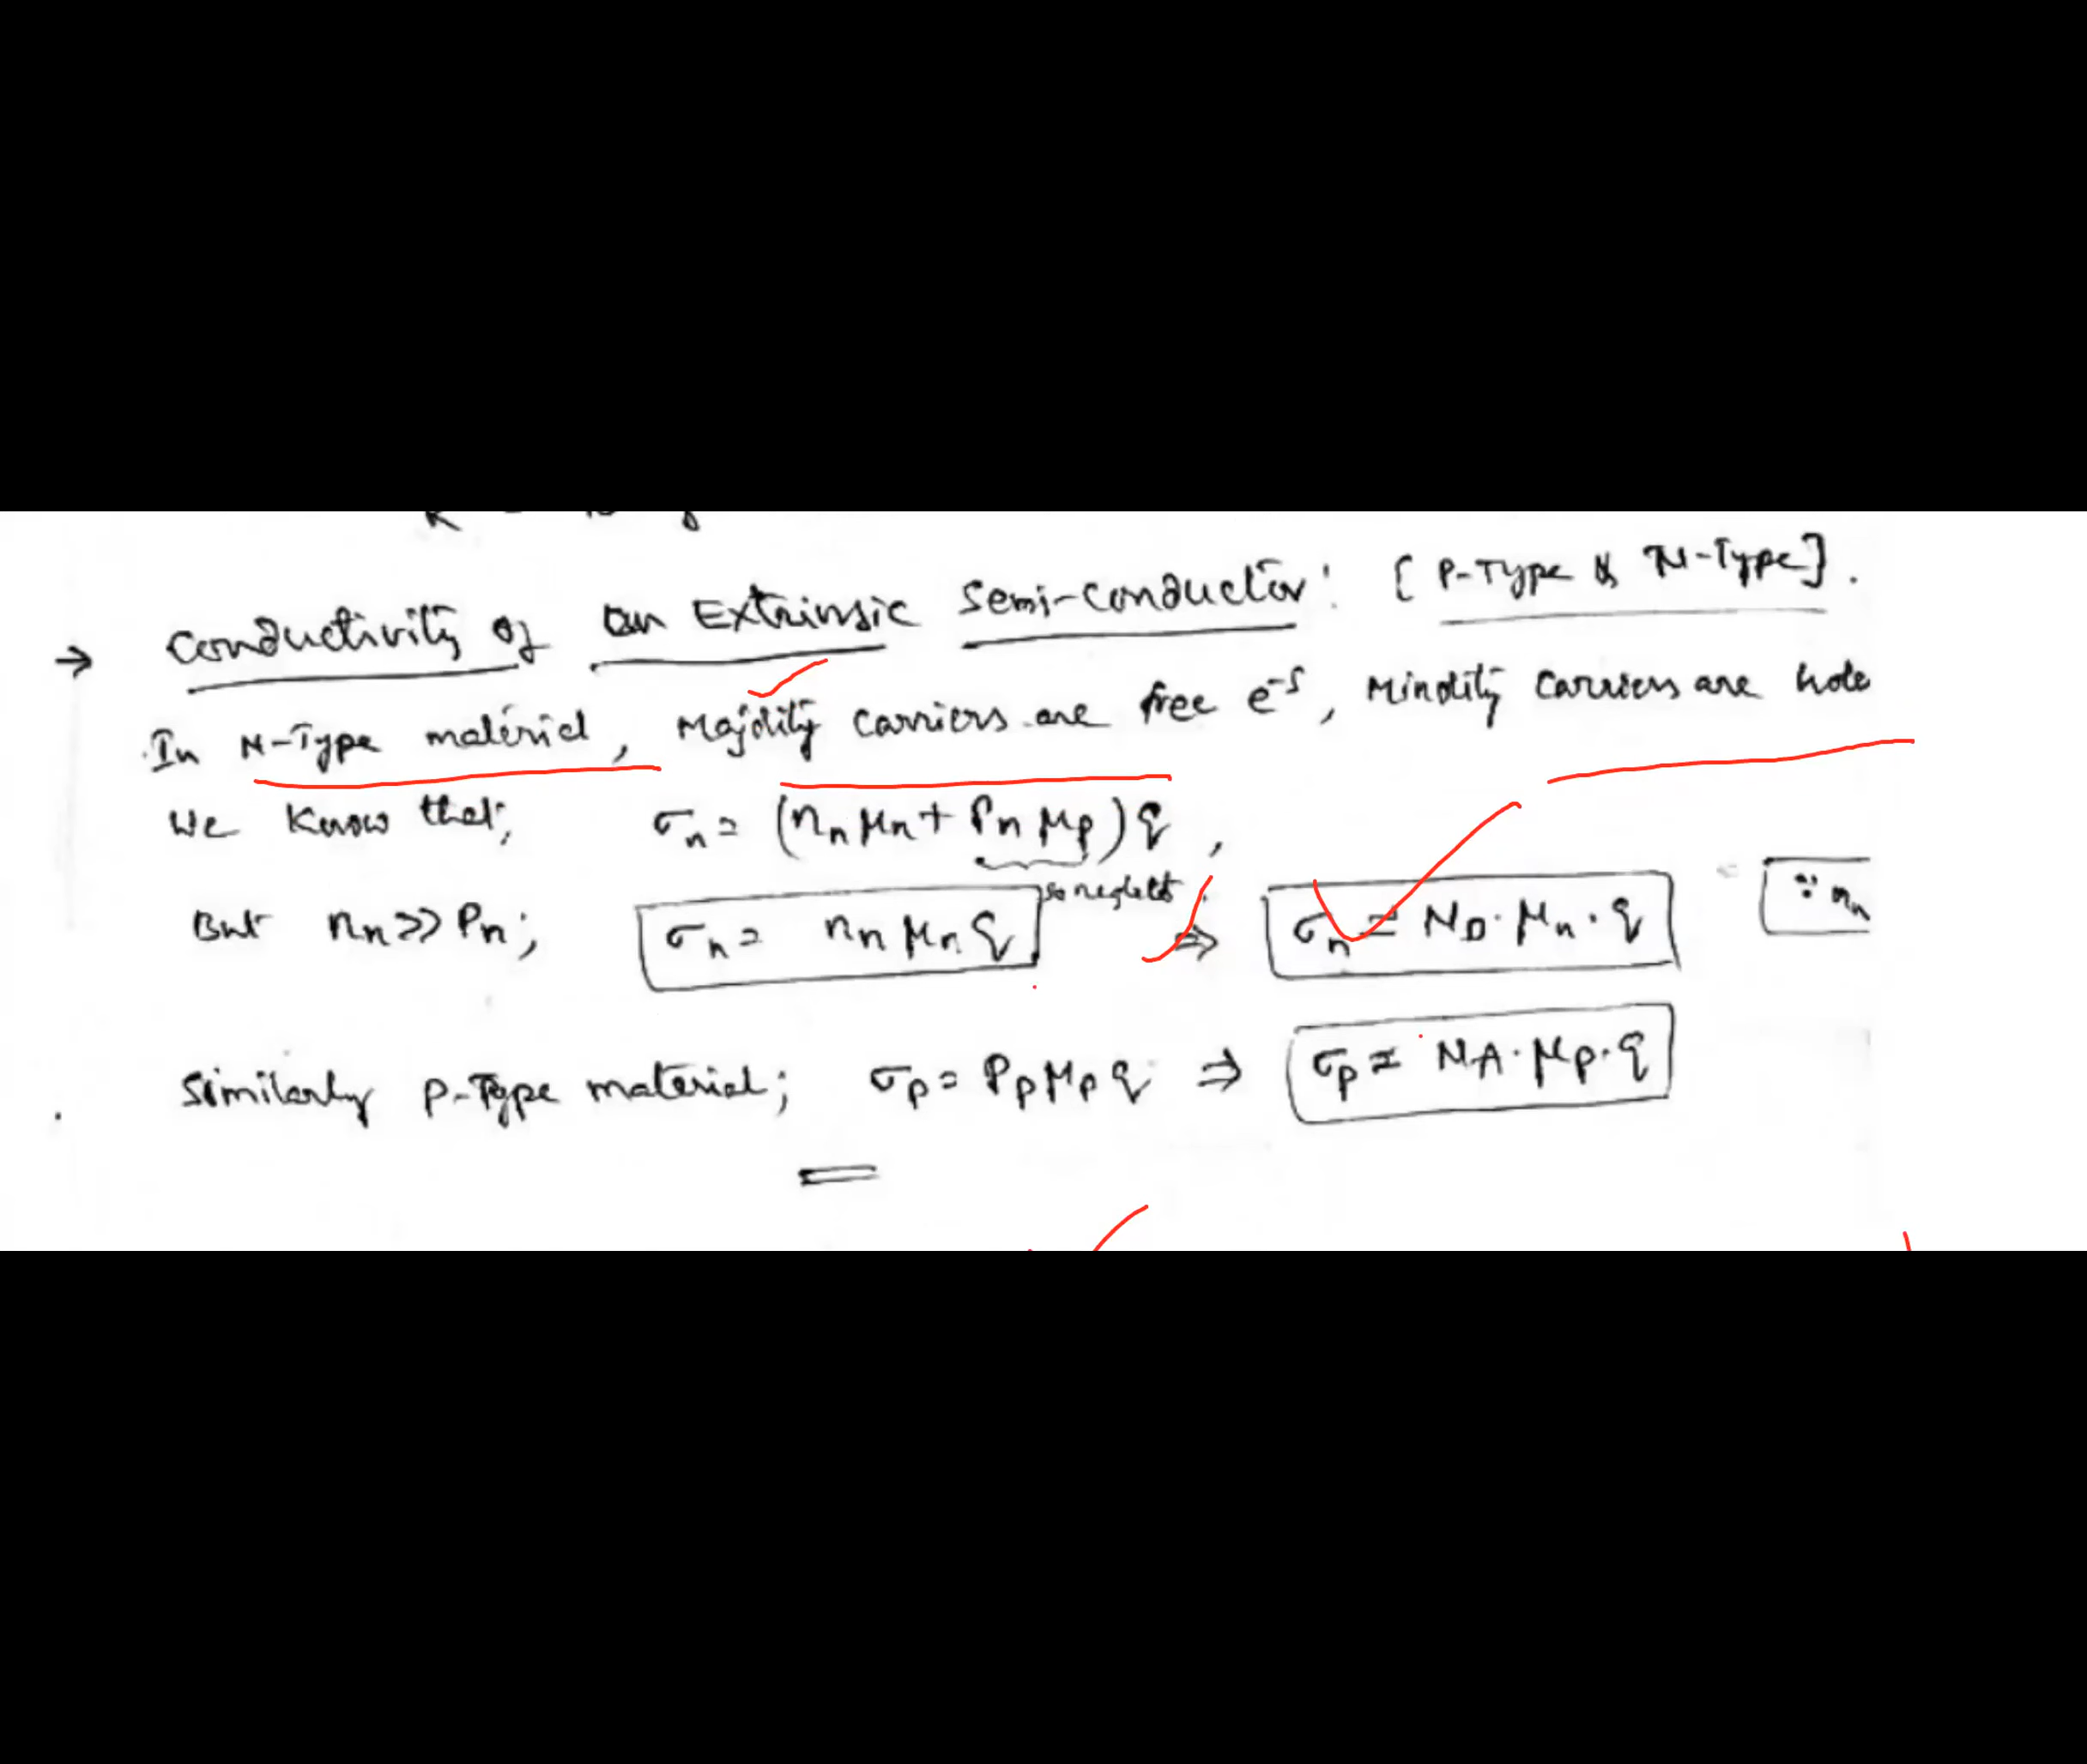 → Conductivity of an Extrinsic Semi-conductor: [P-Type & N-Type].
In N-Type material, Majority carriers are free e⁻s, Minority carriers are hole
We know that, σn = (nn μn + Pn μp) q,
so neglect.
But nn >> Pn; σn = nn μn q ⇒ σn = ND · μn · q ∵ nn
Similarly P-Type material; σp = Pp μp q ⇒ σp = NA · μp · q